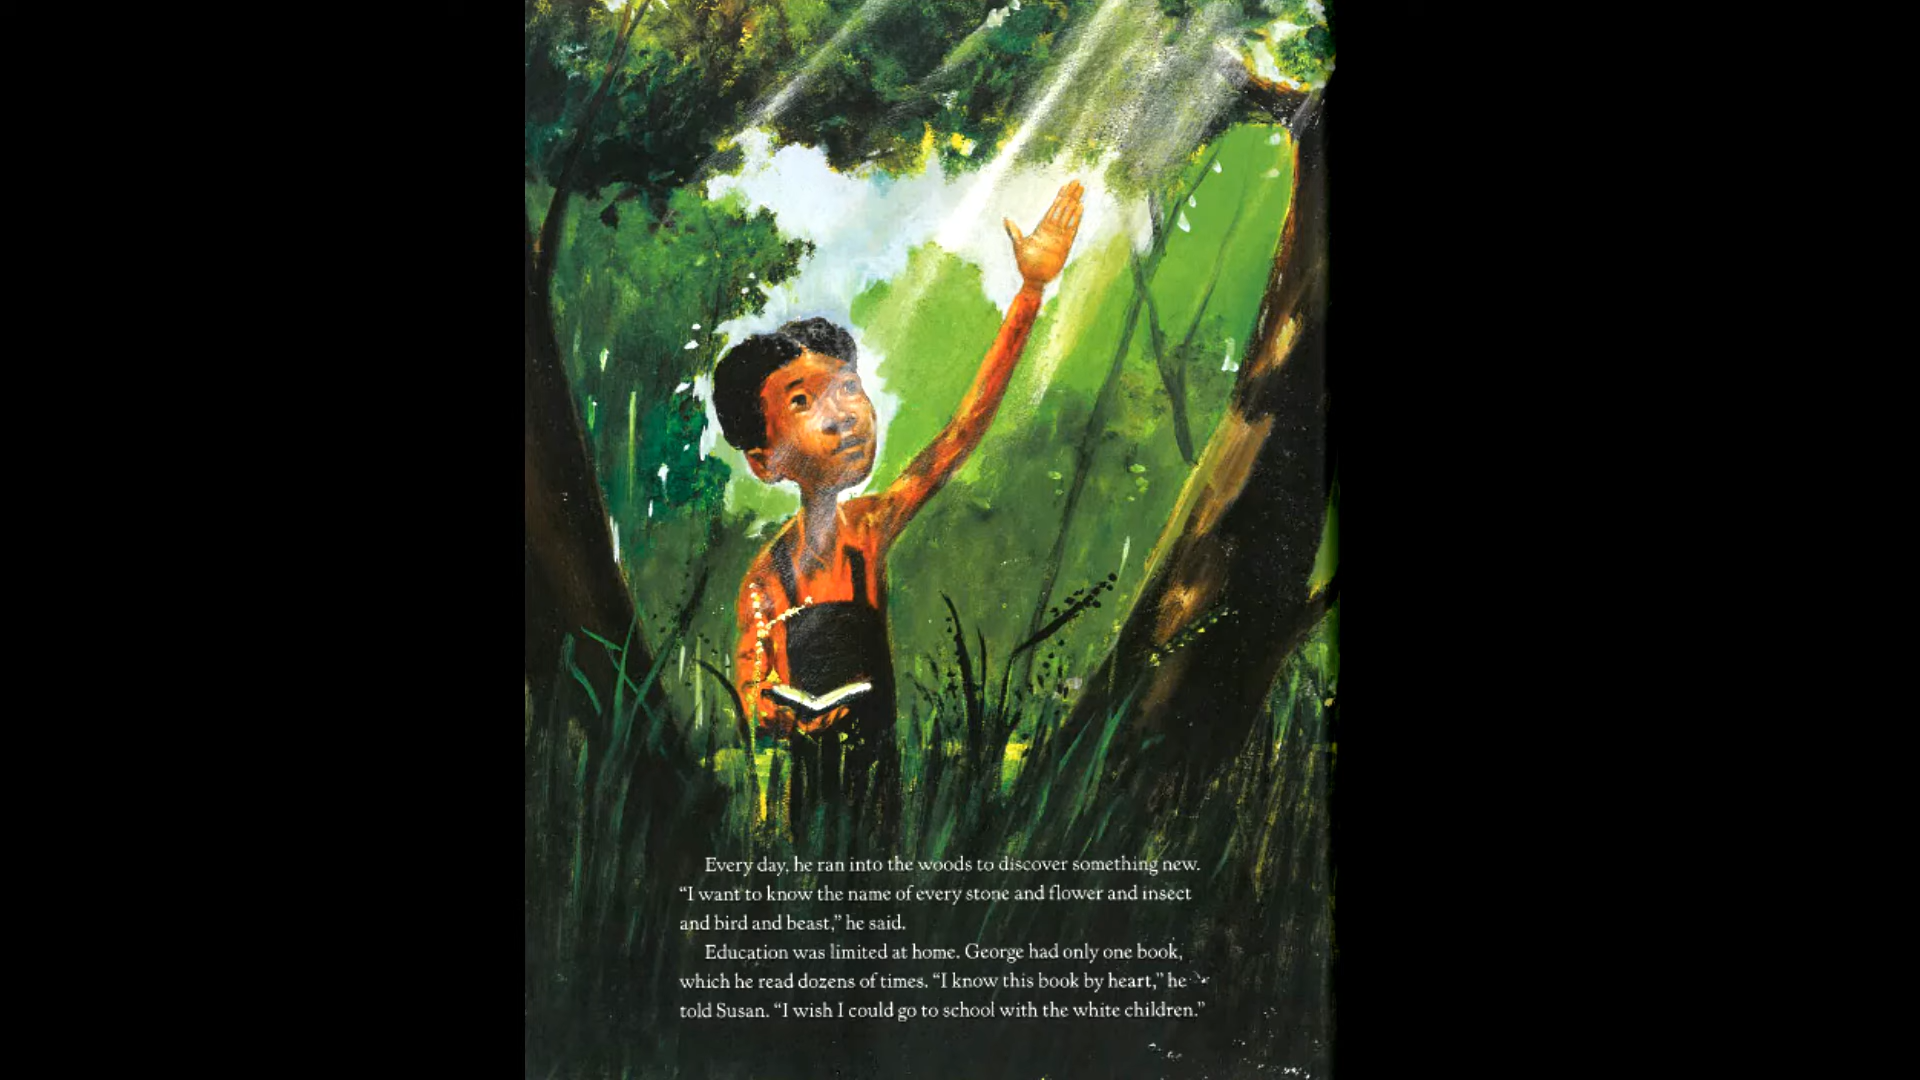 Every day, he ran into the woods to discover something new.
“I want to know the name of every stone and flower and insect
and bird and beast,” he said.
Education was limited at home. George had only one book,
which he read dozens of times. “I know this book by heart,” he
told Susan. “I wish I could go to school with the white children.”